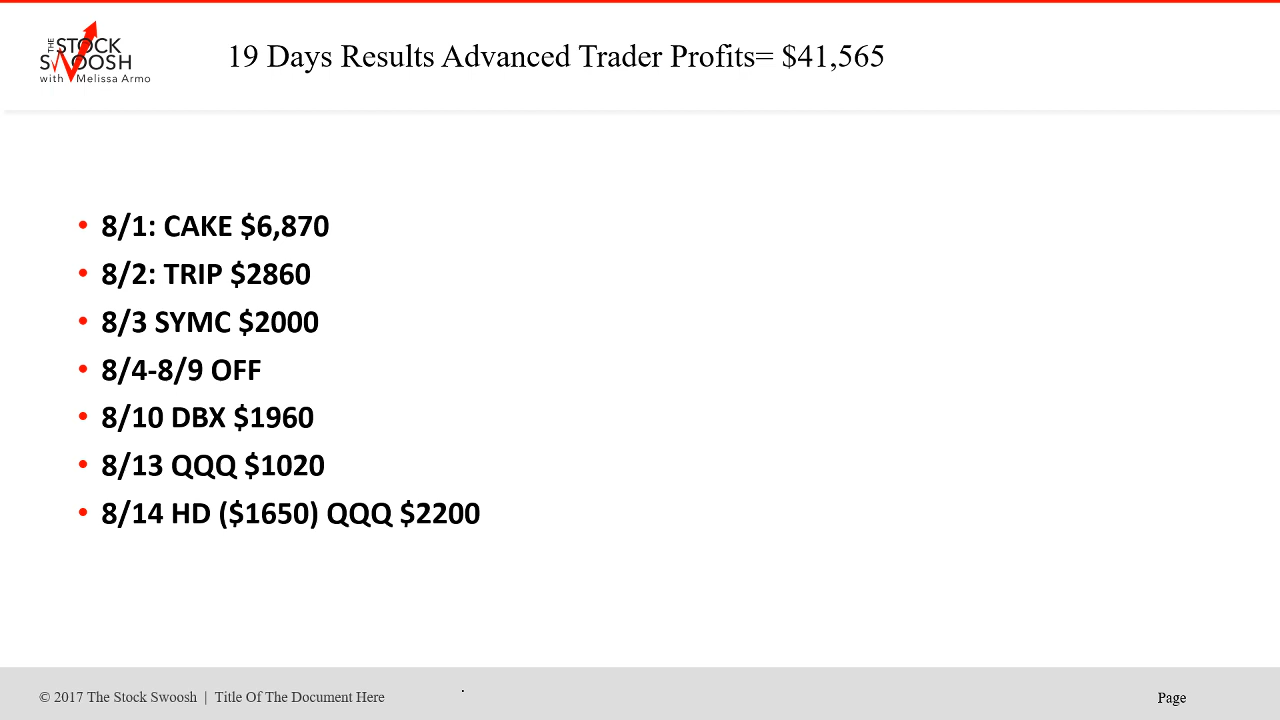 THE STOCK
SWOOSH
with Melissa Armo
19 Days Results Advanced Trader Profits= $41,565
• 8/1: CAKE $6,870
• 8/2: TRIP $2860
• 8/3 SYMC $2000
• 8/4-8/9 OFF
• 8/10 DBX $1960
• 8/13 QQQ $1020
• 8/14 HD ($1650) QQQ $2200
© 2017 The Stock Swoosh | Title Of The Document Here
.
Page